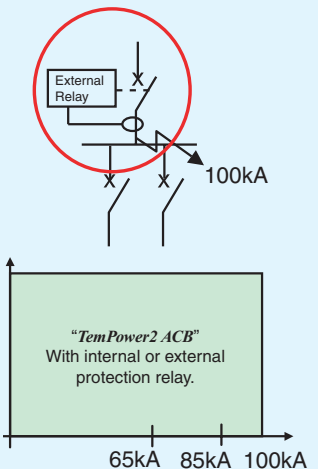 External
Relay
100kA
“TemPower2 ACB”
With internal or external
protection relay.
65kA 85kA 100kA